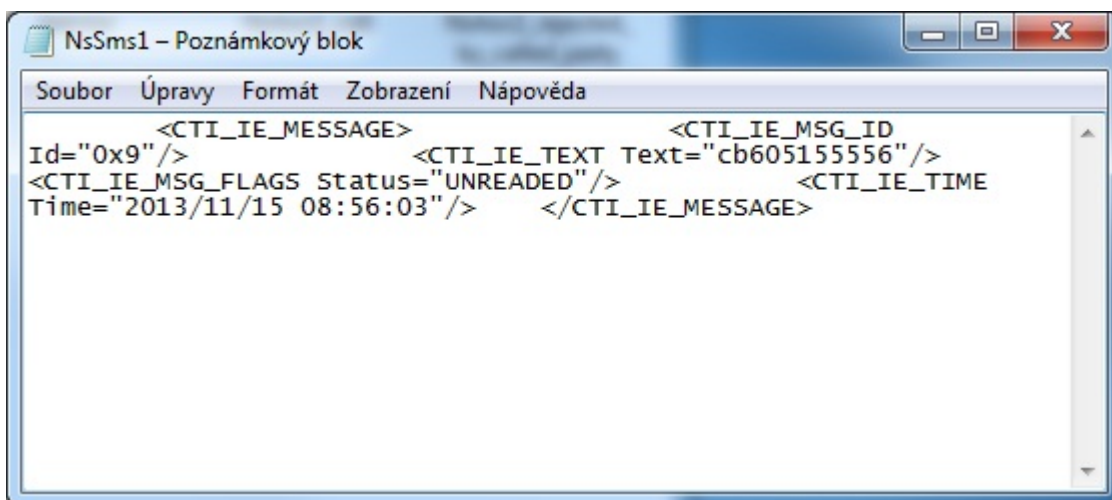 NsSms1 – Poznámkový blok
Soubor Úpravy Formát Zobrazení Nápověda
<CTI_IE_MESSAGE> <CTI_IE_MSG_ID
Id="0x9"/> <CTI_IE_TEXT Text="cb605155556"/>
<CTI_IE_MSG_FLAGS Status="UNREADED"/> <CTI_IE_TIME
Time="2013/11/15 08:56:03"/> </CTI_IE_MESSAGE>